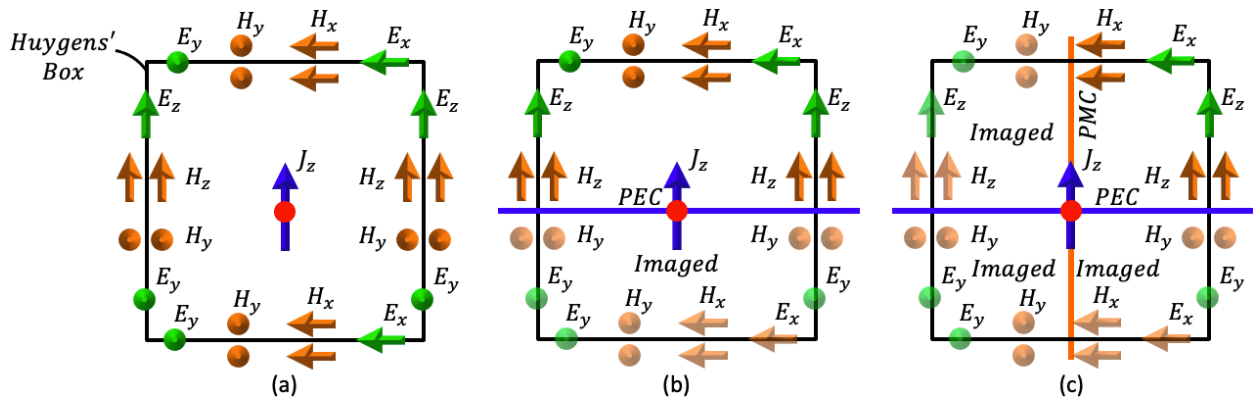 Huygens'
Box
E_y
H_y
H_x
E_x
E_z
E_z
J_z
H_z
H_z
H_y
H_y
E_y
E_y
E_y
H_y
H_x
E_x
(a)
E_y
H_y
H_x
E_x
E_z
E_z
J_z
H_z
H_z
PEC
H_y
H_y
Imaged
E_y
E_y
E_y
H_y
H_x
E_x
(b)
E_y
H_y
H_x
E_x
E_z
E_z
PMC
Imaged
J_z
H_z
H_z
PEC
H_y
H_y
Imaged
Imaged
E_y
E_y
E_y
H_y
H_x
E_x
(c)